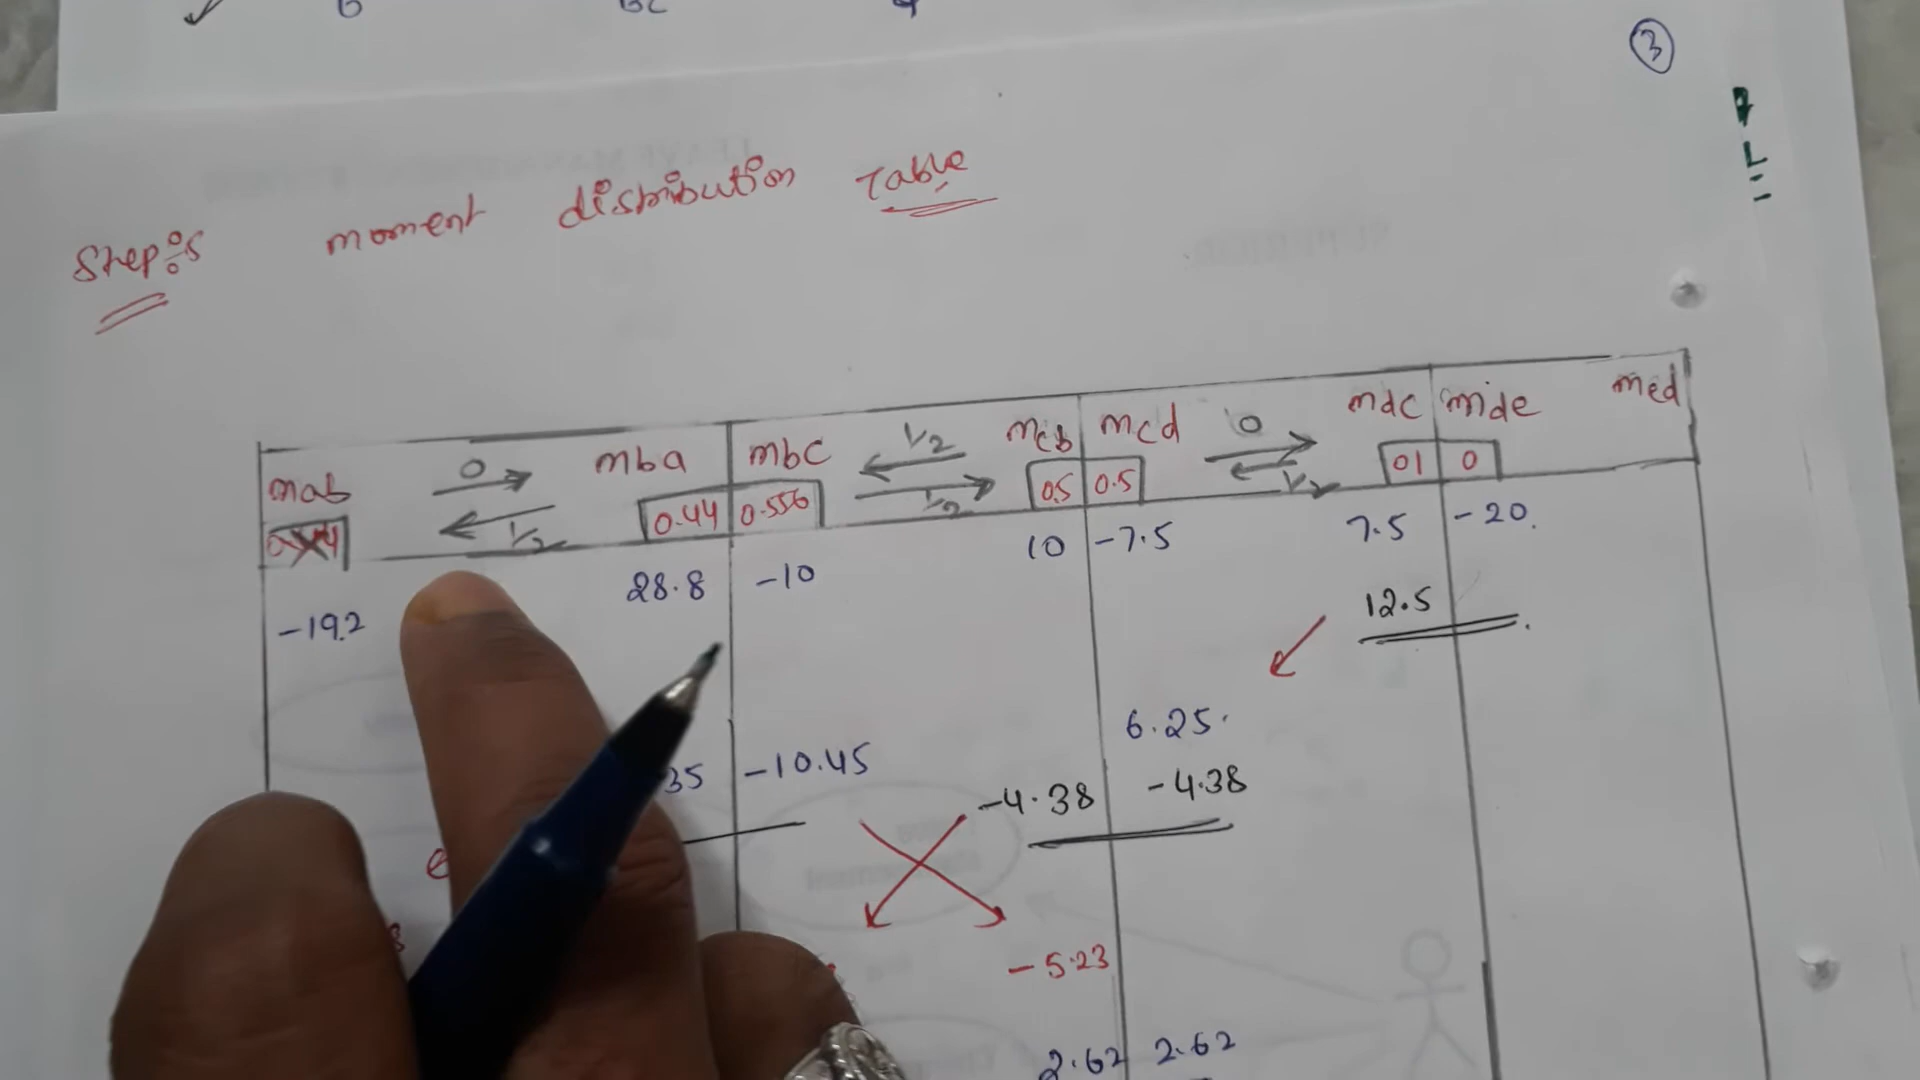 3
Step:5 moment distribution Table
mab 0 mba mbc 1/2 mcb mcd 0 mdc mde med
1/2 0.44 0.556 1/2 0.5 0.5 1/2 01 0
-19.2 28.8 -10 10 -7.5 7.5 -20.
12.5
6.25.
35 -10.45 -4.38 -4.38
-5.23
2.62 2.62